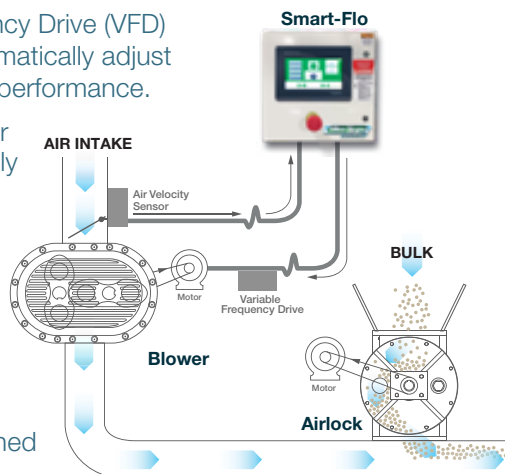 ncy Drive (VFD)
matically adjust
performance.
r
ly
Smart-Flo
AIR INTAKE
Air Velocity
Sensor
Motor
Variable
Frequency Drive
BULK
Blower
Motor
Airlock
ned